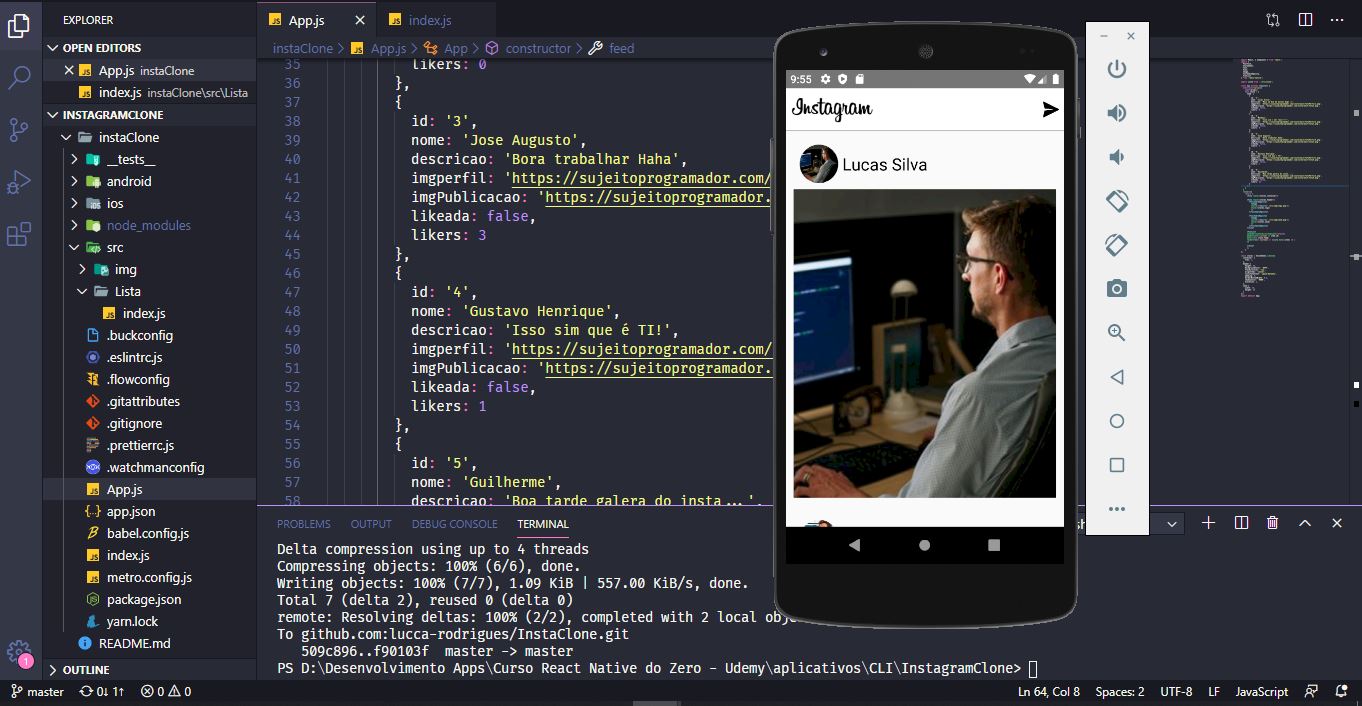 EXPLORER
OPEN EDITORS
App.js instaClone
index.js instaClone\src\Lista
INSTAGRAMCLONE
instaClone
__tests__
android
ios
node_modules
src
img
Lista
index.js
.buckconfig
.eslintrc.js
.flowconfig
.gitattributes
.gitignore
.prettierrc.js
.watchmanconfig
App.js
app.json
babel.config.js
index.js
metro.config.js
package.json
yarn.lock
README.md
OUTLINE
1
App.js
index.js
instaClone > App.js > App > constructor > feed
35 likers: 0
36 },
37 {
38 id: '3',
39 nome: 'Jose Augusto',
40 descricao: 'Bora trabalhar Haha',
41 imgperfil: 'https://sujeitoprogramador.com/
42 imgPublicacao: 'https://sujeitoprogramador.
43 likeada: false,
44 likers: 3
45 },
46 {
47 id: '4',
48 nome: 'Gustavo Henrique',
49 descricao: 'Isso sim que é TI!',
50 imgperfil: 'https://sujeitoprogramador.com/
51 imgPublicacao: 'https://sujeitoprogramador.
52 likeada: false,
53 likers: 1
54 },
55 {
56 id: '5',
57 nome: 'Guilherme',
58 descricao: 'Boa tarde galera do insta...',
9:55
Instagram
Lucas Silva
PROBLEMS OUTPUT DEBUG CONSOLE TERMINAL
Delta compression using up to 4 threads
Compressing objects: 100% (6/6), done.
Writing objects: 100% (7/7), 1.09 KiB | 557.00 KiB/s, done.
Total 7 (delta 2), reused 0 (delta 0)
remote: Resolving deltas: 100% (2/2), completed with 2 local obj
To github.com:lucca-rodrigues/InstaClone.git
509c896..f90103f master -> master
PS D:\Desenvolvimento Apps\Curso React Native do Zero - Udemy\aplicativos\CLI\InstagramClone>
master 0↓ 1↑ 0 0
Ln 64, Col 8 Spaces: 2 UTF-8 LF JavaScript